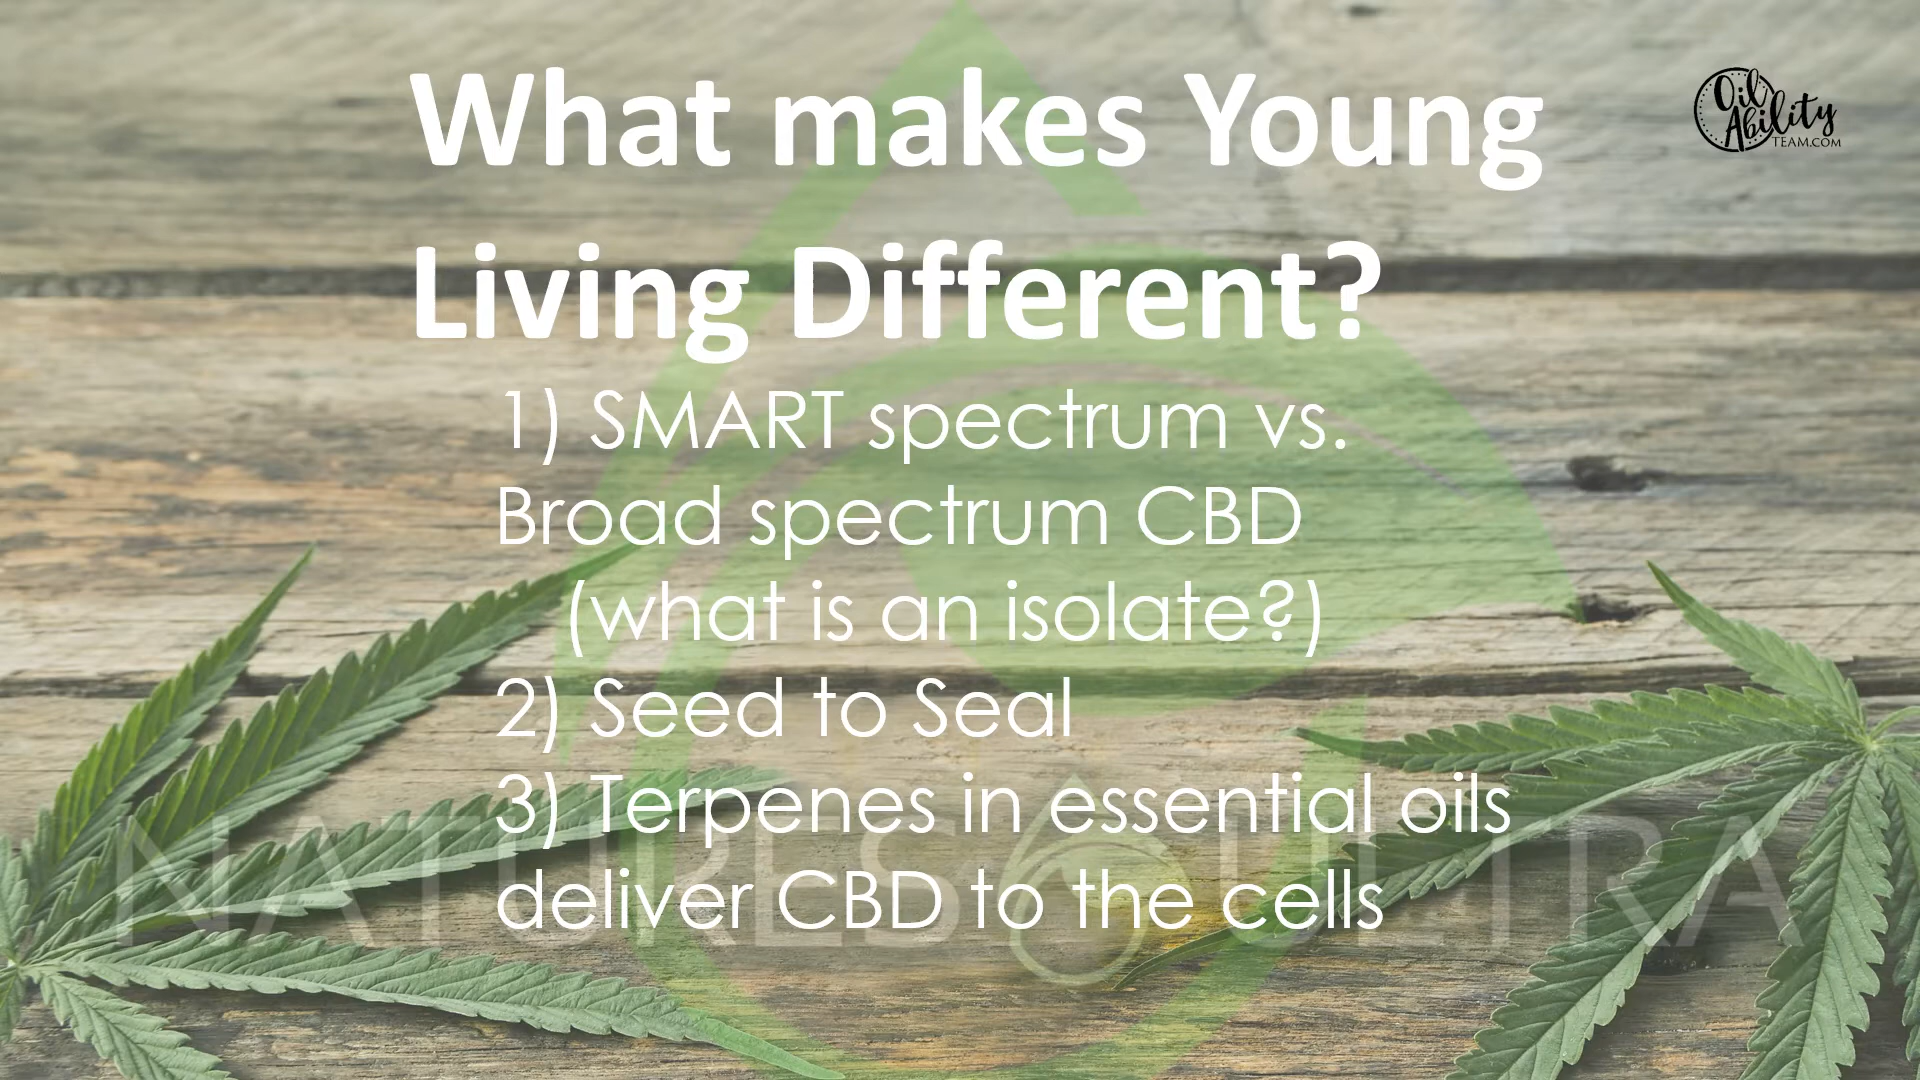 What makes Young
Living Different?
Oil
Ability
TEAM.COM
1) SMART spectrum vs.
Broad spectrum CBD
(what is an isolate?)
2) Seed to Seal
3) Terpenes in essential oils
deliver CBD to the cells
NATURES ULTRA